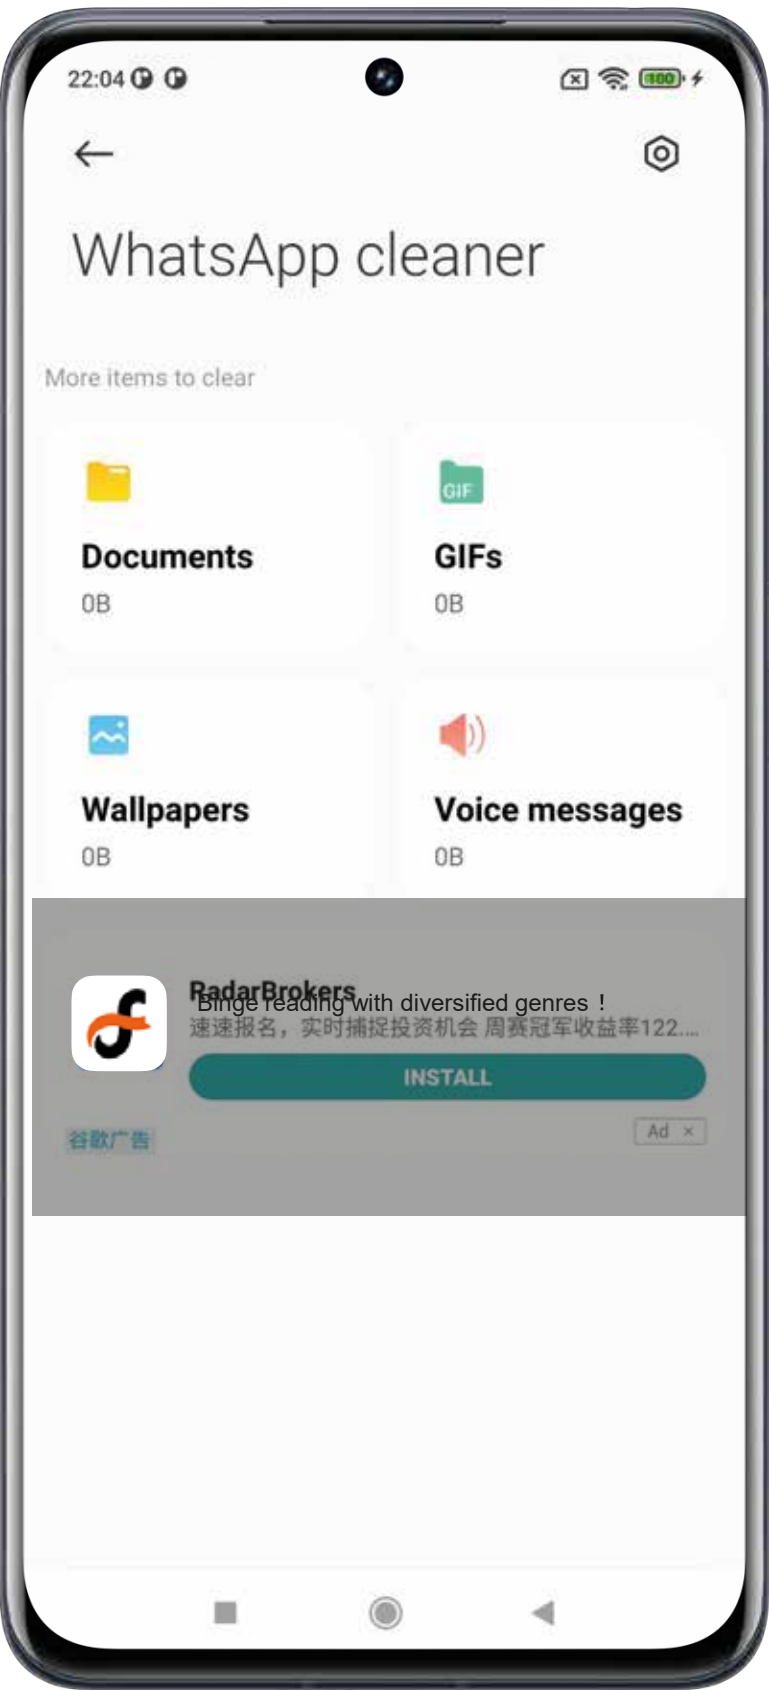 22:04
100
WhatsApp cleaner
More items to clear
GIF
Documents
GIFs
0B
0B
Wallpapers
Voice messages
0B
0B
RadarBrokers
Binge reading with diversified genres！
速速报名，实时捕捉投资机会 周赛冠军收益率122....
INSTALL
谷歌广告
Ad ×